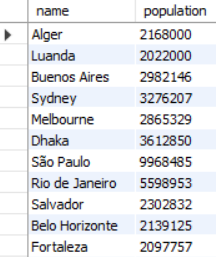 name population
Alger 2168000
Luanda 2022000
Buenos Aires 2982146
Sydney 3276207
Melbourne 2865329
Dhaka 3612850
São Paulo 9968485
Rio de Janeiro 5598953
Salvador 2302832
Belo Horizonte 2139125
Fortaleza 2097757